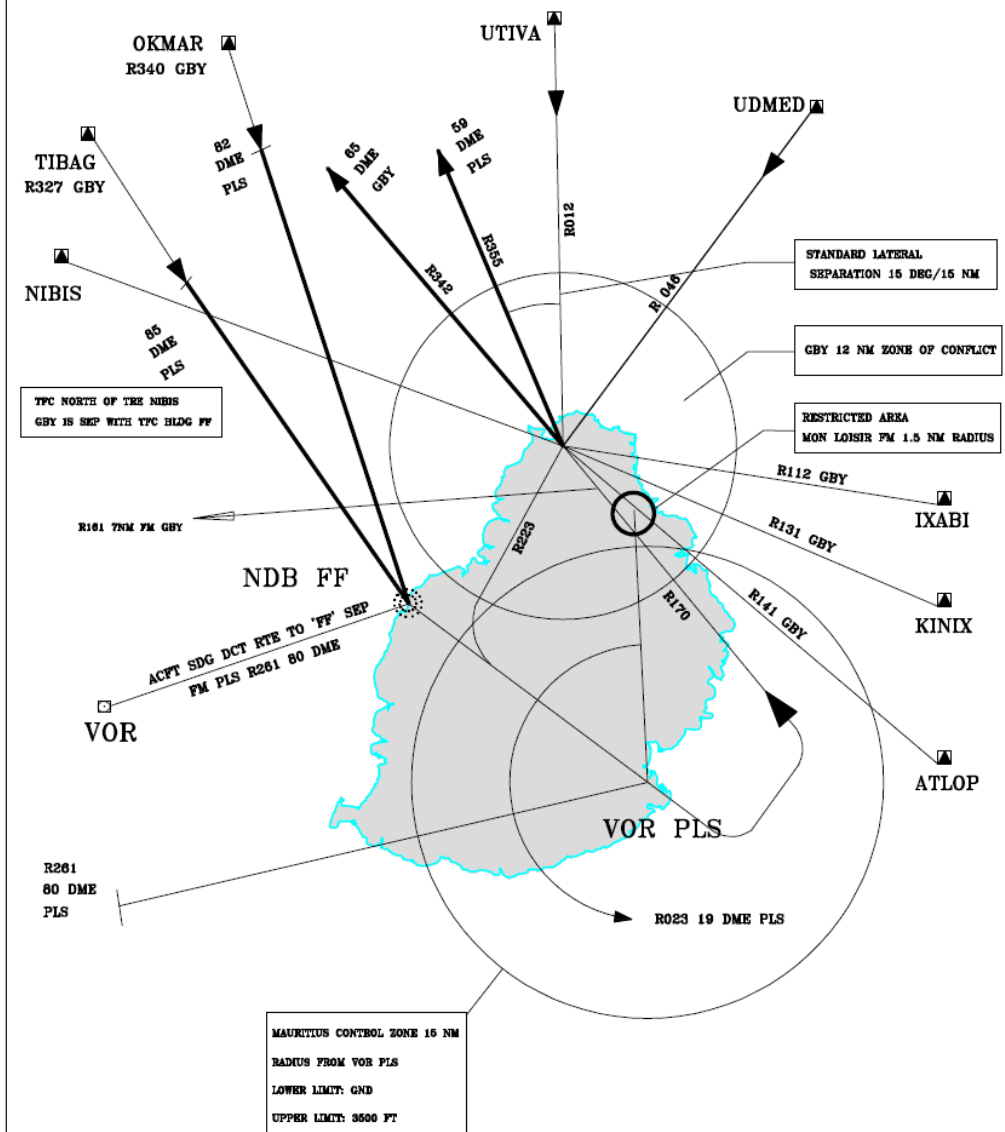 UTIVA
OKMAR
R340 GBY
UDMED
TIBAG
R327 GBY
82
DME
PLS
65
DME
GBY
59
DME
PLS
R012
R355
R342
R 046
NIBIS
85
DME
PLS
STANDARD LATERAL
SEPARATION 15 DEG/15 NM
GBY 12 NM ZONE OF CONFLICT
TFC NORTH OF TRE NIBIS
GBY IS SEP WITH TFC HLDG FF
RESTRICTED AREA
MON LOISIR FM 1.5 NM RADIUS
R112 GBY
IXABI
R161 7NM FM GBY
R223
R131 GBY
NDB FF
R170
R141 GBY
KINIX
ACFT SDG DCT RTE TO 'FF' SEP
FM PLS R261 80 DME
VOR
ATLOP
VOR PLS
R261
80 DME
PLS
R023 19 DME PLS
MAURITIUS CONTROL ZONE 15 NM
RADIUS FROM VOR PLS
LOWER LIMIT: GND
UPPER LIMIT: 3500 FT